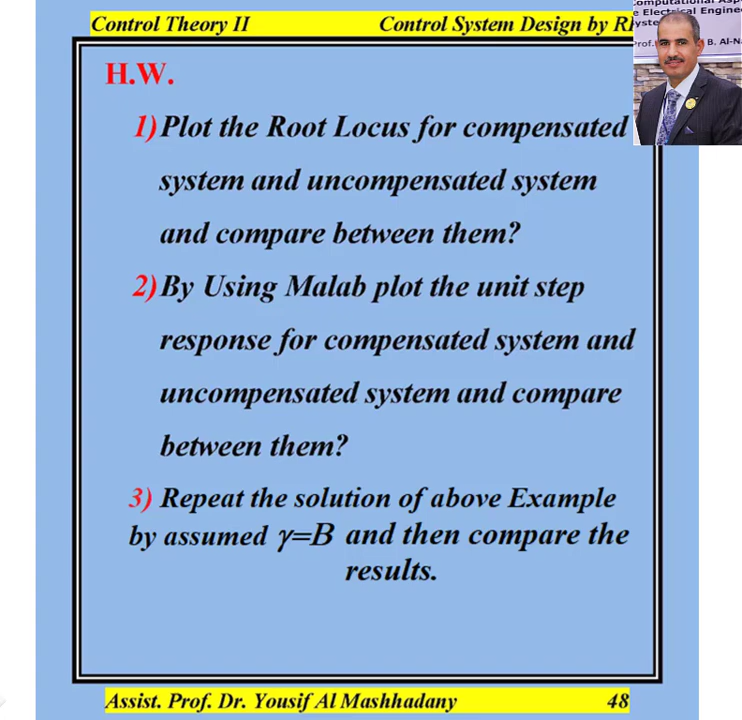 Control Theory II
Control System Design by
H.W.
1)Plot the Root Locus for compensated
system and uncompensated system
and compare between them?
2)By Using Malab plot the unit step
response for compensated system and
uncompensated system and compare
between them?
3) Repeat the solution of above Example
by assumed γ=B and then compare the
results.
Assist. Prof. Dr. Yousif Al Mashhadany
48